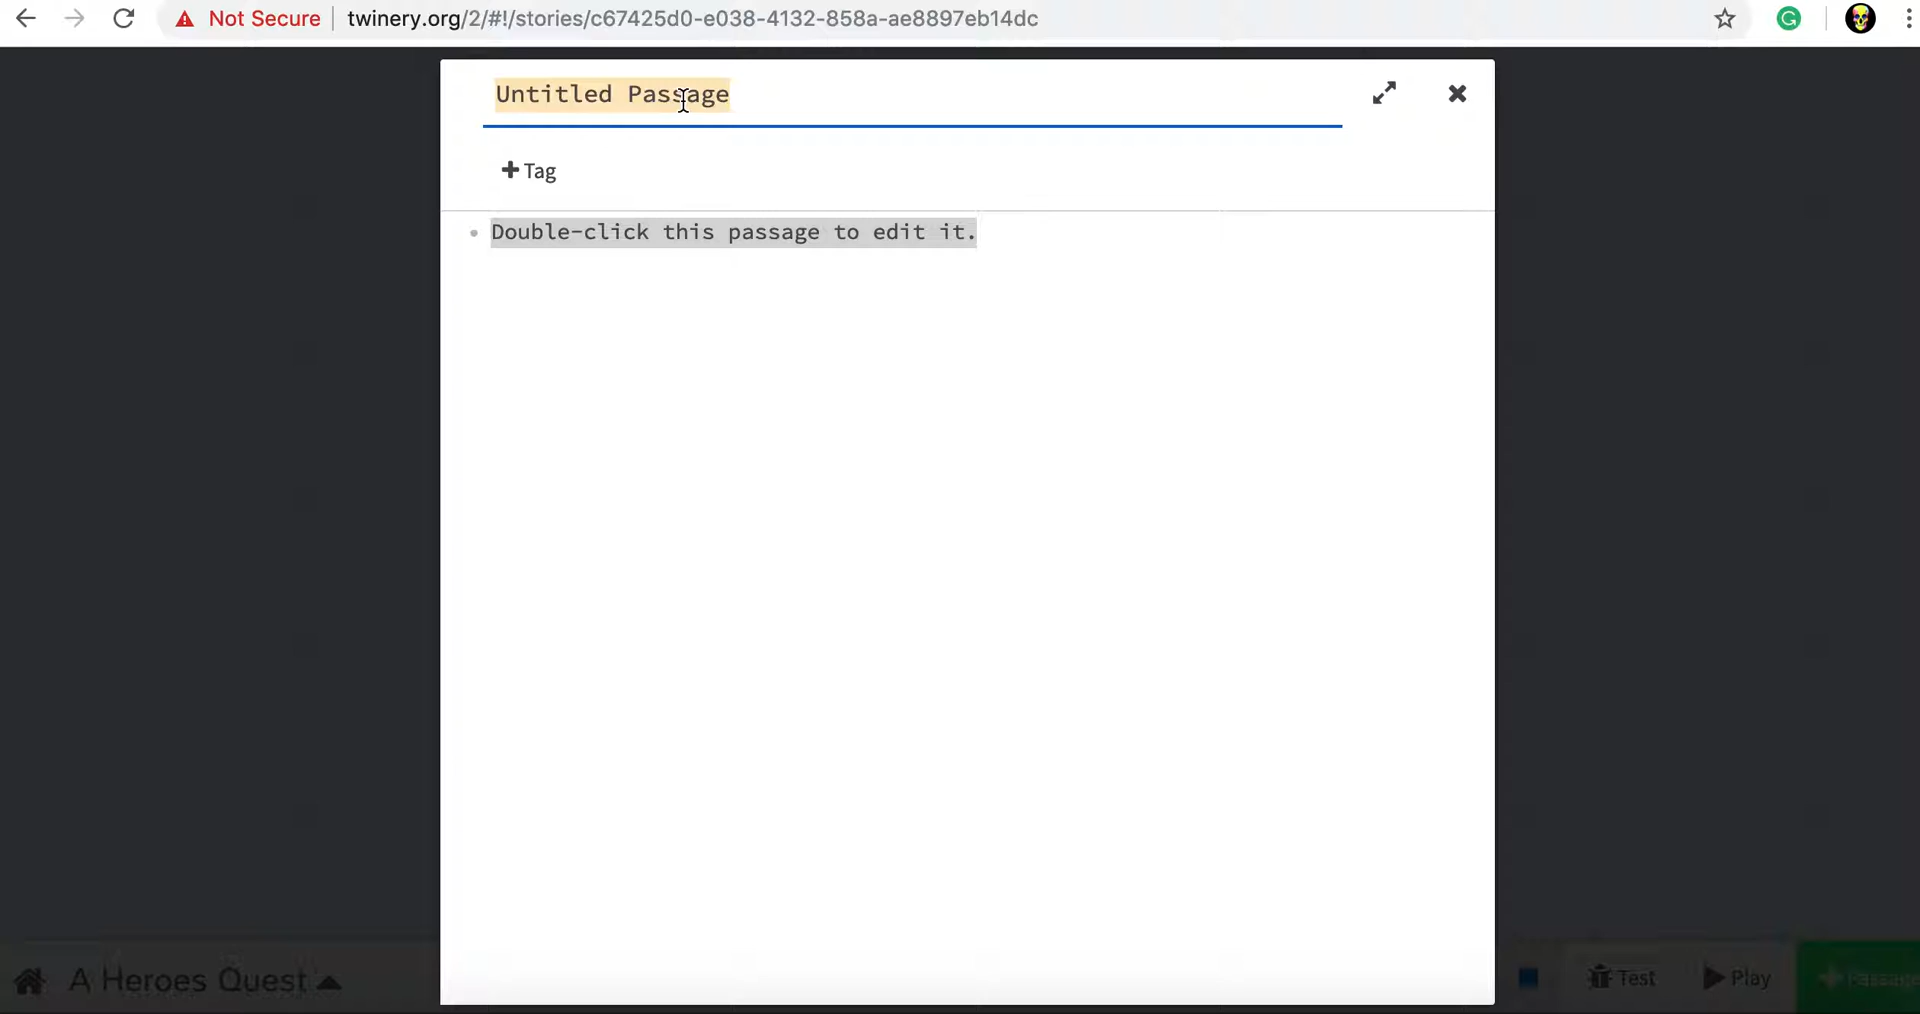 Not Secure twinery.org/2/#!/stories/c67425d0-e038-4132-858a-ae8897eb14dc
Untitled Passage
+Tag
Double-click this passage to edit it.
A Heroes Quest Test Play +Passage